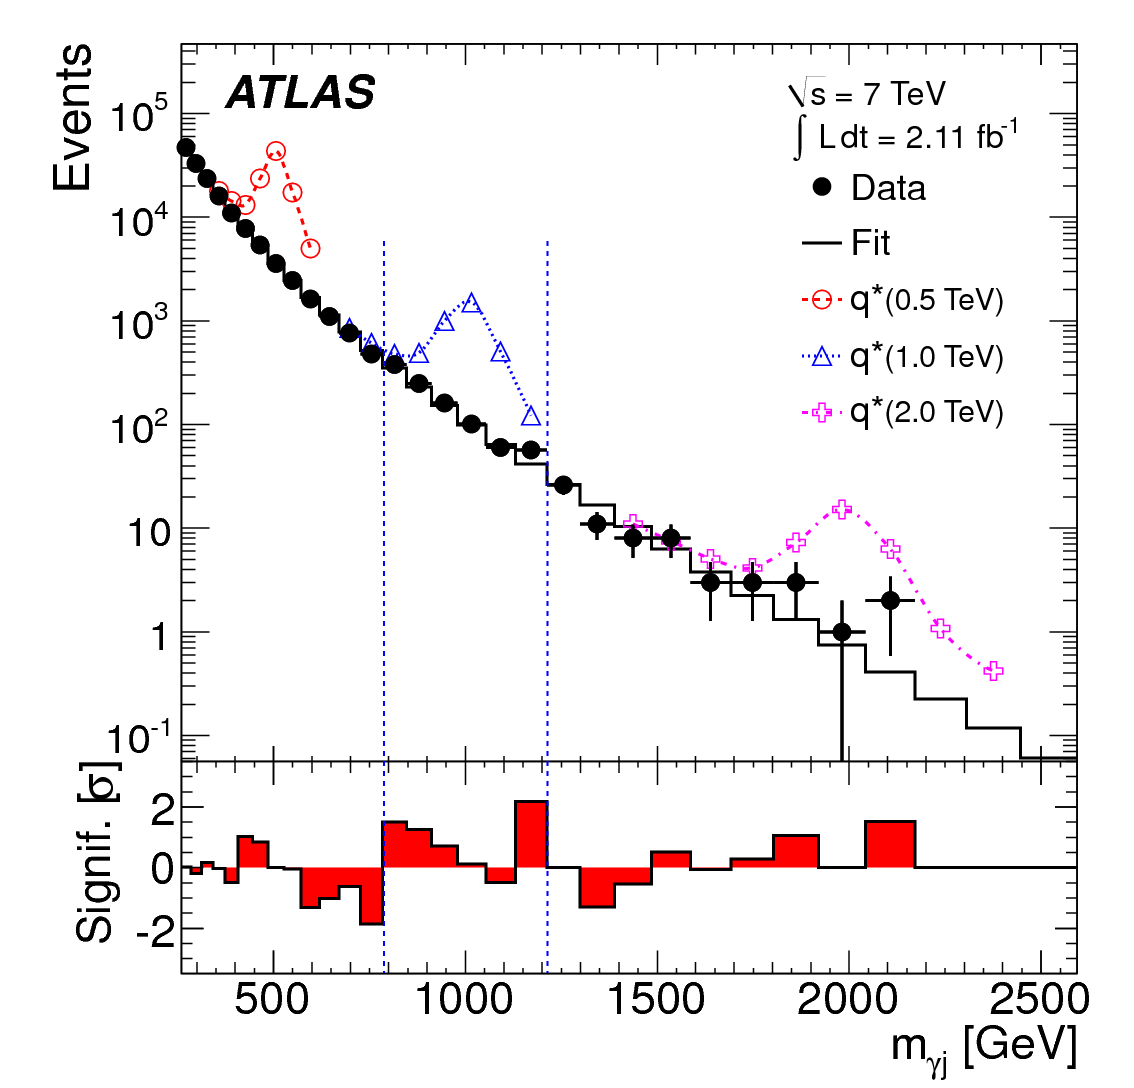 Events
ATLAS
√s = 7 TeV
∫ L dt = 2.11 fb⁻¹
Data
Fit
q*(0.5 TeV)
q*(1.0 TeV)
q*(2.0 TeV)
10⁵
10⁴
10³
10²
10
1
10⁻¹
Signif. [σ]
2
0
-2
500 1000 1500 2000 2500
m_γj [GeV]